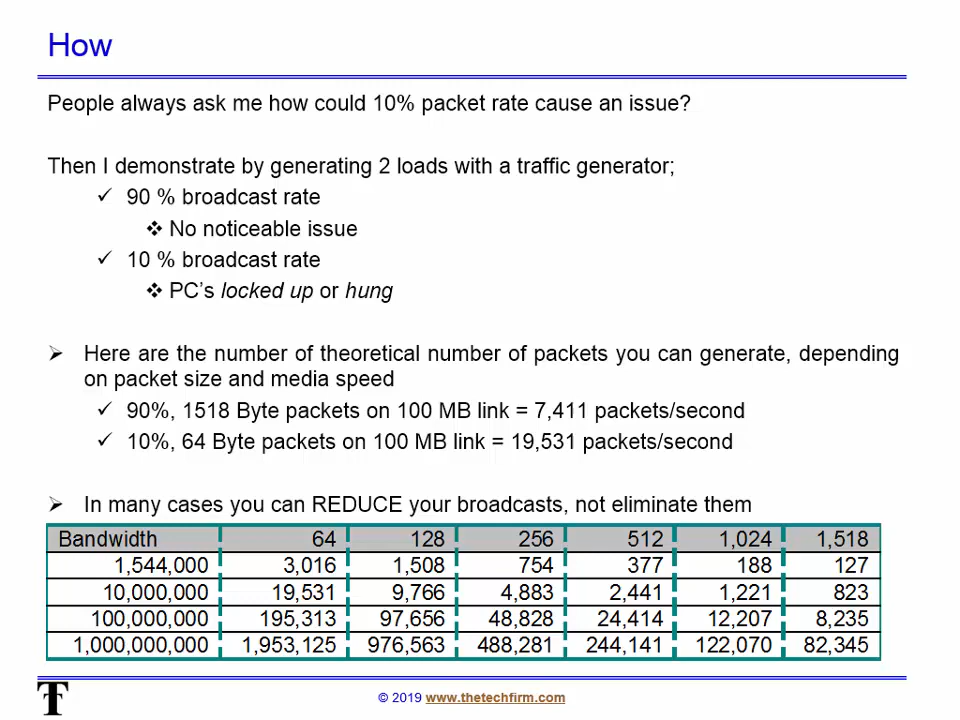 How
People always ask me how could 10% packet rate cause an issue?
Then I demonstrate by generating 2 loads with a traffic generator;
✓ 90 % broadcast rate
❖ No noticeable issue
✓ 10 % broadcast rate
❖ PC's locked up or hung
➢ Here are the number of theoretical number of packets you can generate, depending
on packet size and media speed
✓ 90%, 1518 Byte packets on 100 MB link = 7,411 packets/second
✓ 10%, 64 Byte packets on 100 MB link = 19,531 packets/second
➢ In many cases you can REDUCE your broadcasts, not eliminate them
Bandwidth 64 128 256 512 1,024 1,518
1,544,000 3,016 1,508 754 377 188 127
10,000,000 19,531 9,766 4,883 2,441 1,221 823
100,000,000 195,313 97,656 48,828 24,414 12,207 8,235
1,000,000,000 1,953,125 976,563 488,281 244,141 122,070 82,345
T © 2019 www.thetechfirm.com